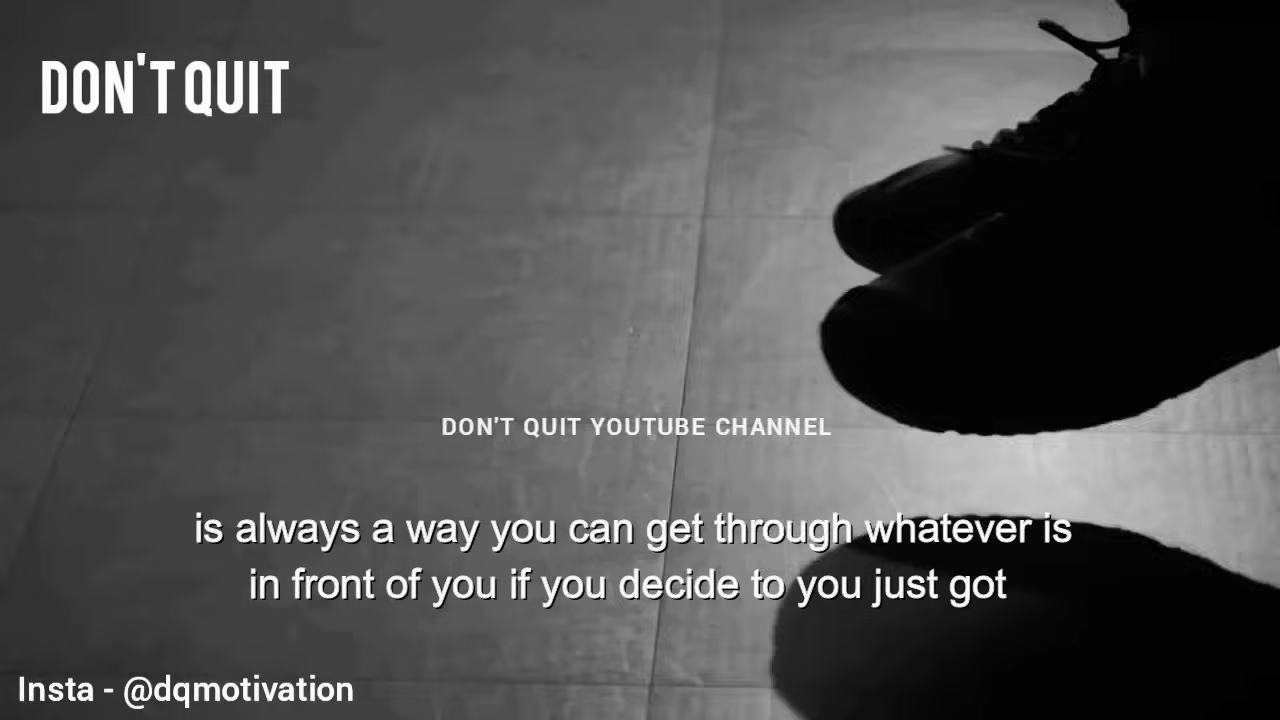 DON'T QUIT
DON'T QUIT YOUTUBE CHANNEL
is always a way you can get through whatever is
in front of you if you decide to you just got
Insta - @dqmotivation